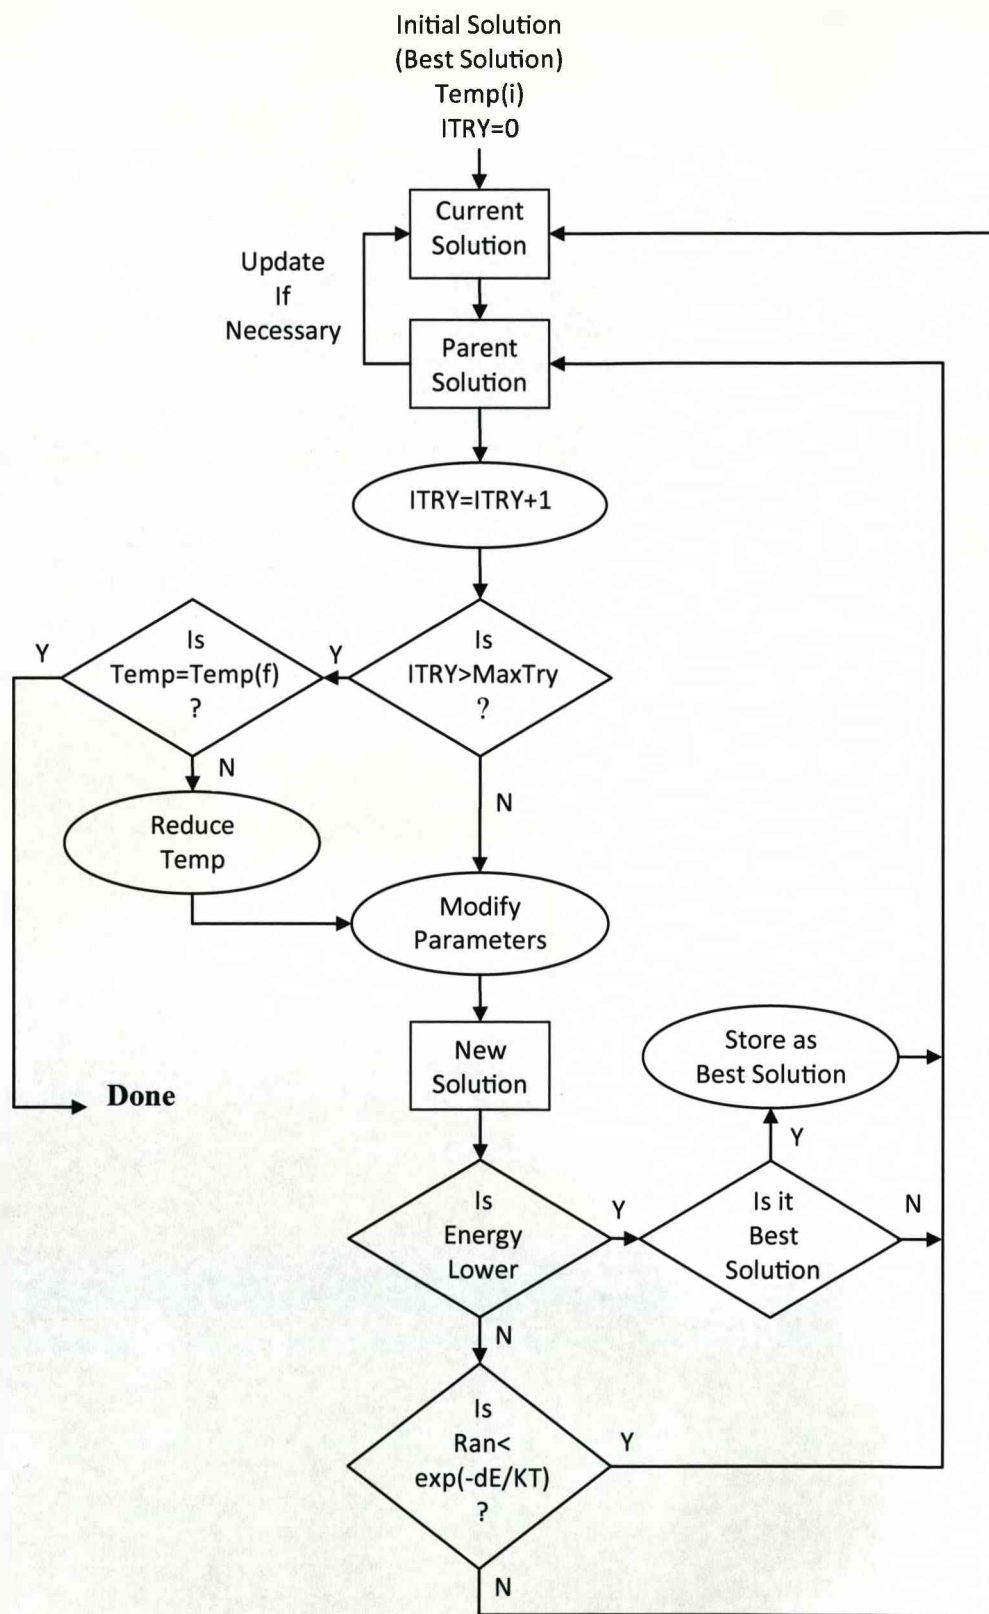 Initial Solution
(Best Solution)
Temp(i)
ITRY=0
Current
Solution
Update
If
Necessary
Parent
Solution
ITRY=ITRY+1
Y
Is
Temp=Temp(f)
?
Y
Is
ITRY>MaxTry
?
N
N
Reduce
Temp
Modify
Parameters
New
Solution
Store as
Best Solution
Done
Y
Is
Energy
Lower
Y
Is it
Best
Solution
N
N
Is
Ran<
exp(-dE/KT)
?
Y
N